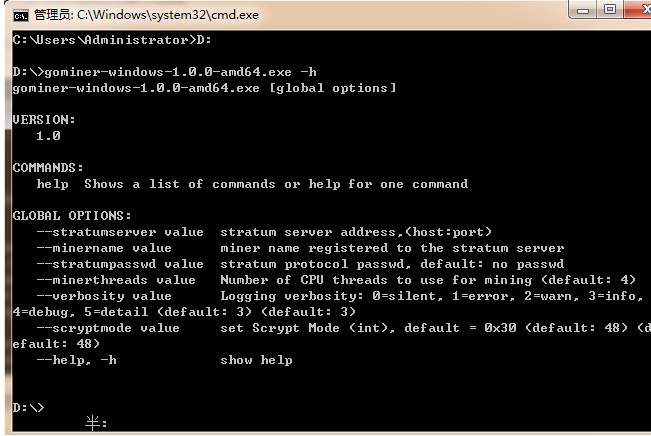 管理员: C:\Windows\system32\cmd.exe
C:\Users\Administrator>D:
D:\>gominer-windows-1.0.0-amd64.exe -h
gominer-windows-1.0.0-amd64.exe [global options]
VERSION:
1.0
COMMANDS:
help  Shows a list of commands or help for one command
GLOBAL OPTIONS:
--stratumserver value  stratum server address,(host:port)
--minername value      miner name registered to the stratum server
--stratumpasswd value  stratum protocol passwd, default: no passwd
--minerthreads value   Number of CPU threads to use for mining (default: 4)
--verbosity value      Logging verbosity: 0=silent, 1=error, 2=warn, 3=info,
4=debug, 5=detail (default: 3) (default: 3)
--scryptmode value     set Scrypt Mode (int), default = 0x30 (default: 48) (d
efault: 48)
--help, -h             show help
D:\>
半: